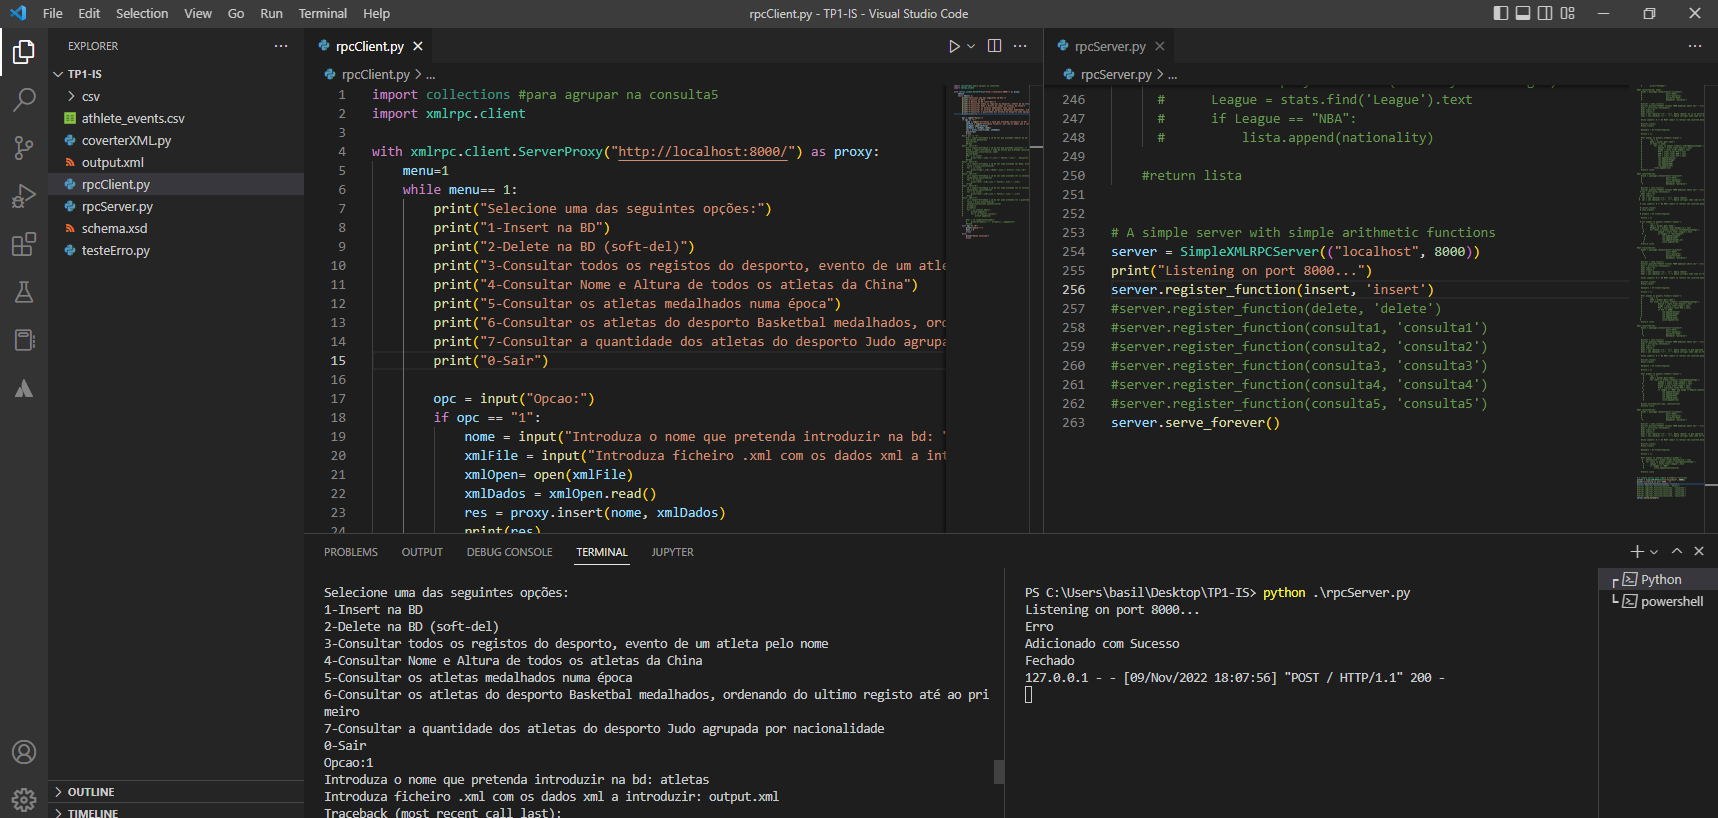 File Edit Selection View Go Run Terminal Help
rpcClient.py - TP1-IS - Visual Studio Code
EXPLORER
TP1-IS
csv
athlete_events.csv
coverterXML.py
output.xml
rpcClient.py
rpcServer.py
schema.xsd
testeErro.py
OUTLINE
TIMELINE
rpcClient.py
rpcClient.py > ...
1 import collections #para agrupar na consulta5
2 import xmlrpc.client
3
4 with xmlrpc.client.ServerProxy("http://localhost:8000/") as proxy:
5 menu=1
6 while menu== 1:
7 print("Selecione uma das seguintes opções:")
8 print("1-Insert na BD")
9 print("2-Delete na BD (soft-del)")
10 print("3-Consultar todos os registos do desporto, evento de um atle
11 print("4-Consultar Nome e Altura de todos os atletas da China")
12 print("5-Consultar os atletas medalhados numa época")
13 print("6-Consultar os atletas do desporto Basketbal medalhados, ord
14 print("7-Consultar a quantidade dos atletas do desporto Judo agrupa
15 print("0-Sair")
16
17 opc = input("Opcao:")
18 if opc == "1":
19 nome = input("Introduza o nome que pretenda introduzir na bd: "
20 xmlFile = input("Introduza ficheiro .xml com os dados xml a int
21 xmlOpen= open(xmlFile)
22 xmlDados = xmlOpen.read()
23 res = proxy.insert(nome, xmlDados)
24 print(res)
rpcServer.py
rpcServer.py > ...
246 # League = stats.find('League').text
247 # if League == "NBA":
248 # lista.append(nationality)
249
250 #return lista
251
252
253 # A simple server with simple arithmetic functions
254 server = SimpleXMLRPCServer(("localhost", 8000))
255 print("Listening on port 8000...")
256 server.register_function(insert, 'insert')
257 #server.register_function(delete, 'delete')
258 #server.register_function(consulta1, 'consulta1')
259 #server.register_function(consulta2, 'consulta2')
260 #server.register_function(consulta3, 'consulta3')
261 #server.register_function(consulta4, 'consulta4')
262 #server.register_function(consulta5, 'consulta5')
263 server.serve_forever()
PROBLEMS OUTPUT DEBUG CONSOLE TERMINAL JUPYTER
Selecione uma das seguintes opções:
1-Insert na BD
2-Delete na BD (soft-del)
3-Consultar todos os registos do desporto, evento de um atleta pelo nome
4-Consultar Nome e Altura de todos os atletas da China
5-Consultar os atletas medalhados numa época
6-Consultar os atletas do desporto Basketbal medalhados, ordenando do ultimo registo até ao pri
meiro
7-Consultar a quantidade dos atletas do desporto Judo agrupada por nacionalidade
0-Sair
Opcao:1
Introduza o nome que pretenda introduzir na bd: atletas
Introduza ficheiro .xml com os dados xml a introduzir: output.xml
Traceback (most recent call last):
PS C:\Users\basil\Desktop\TP1-IS> python .\rpcServer.py
Listening on port 8000...
Erro
Adicionado com Sucesso
Fechado
127.0.0.1 - - [09/Nov/2022 18:07:56] "POST / HTTP/1.1" 200 -
Python
powershell